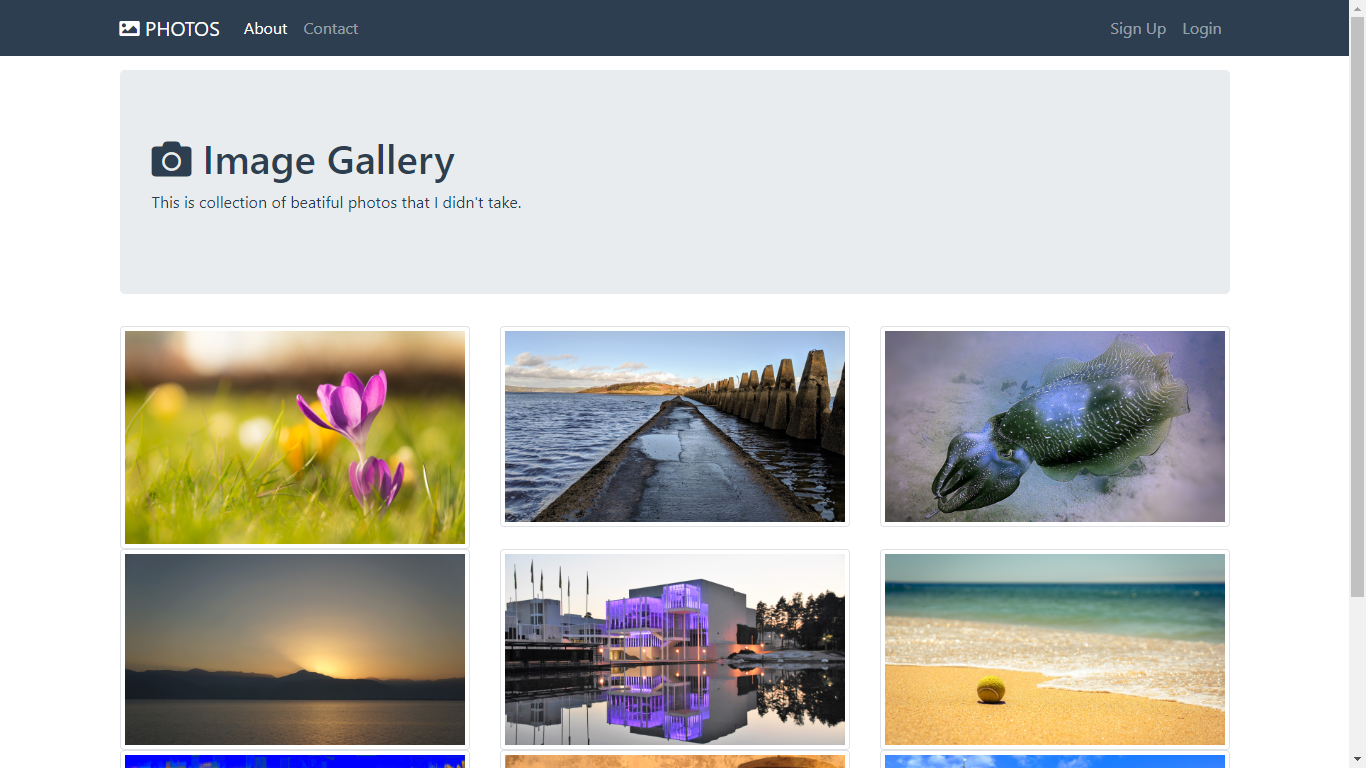 PHOTOS About Contact Sign Up Login
Image Gallery
This is collection of beatiful photos that I didn't take.